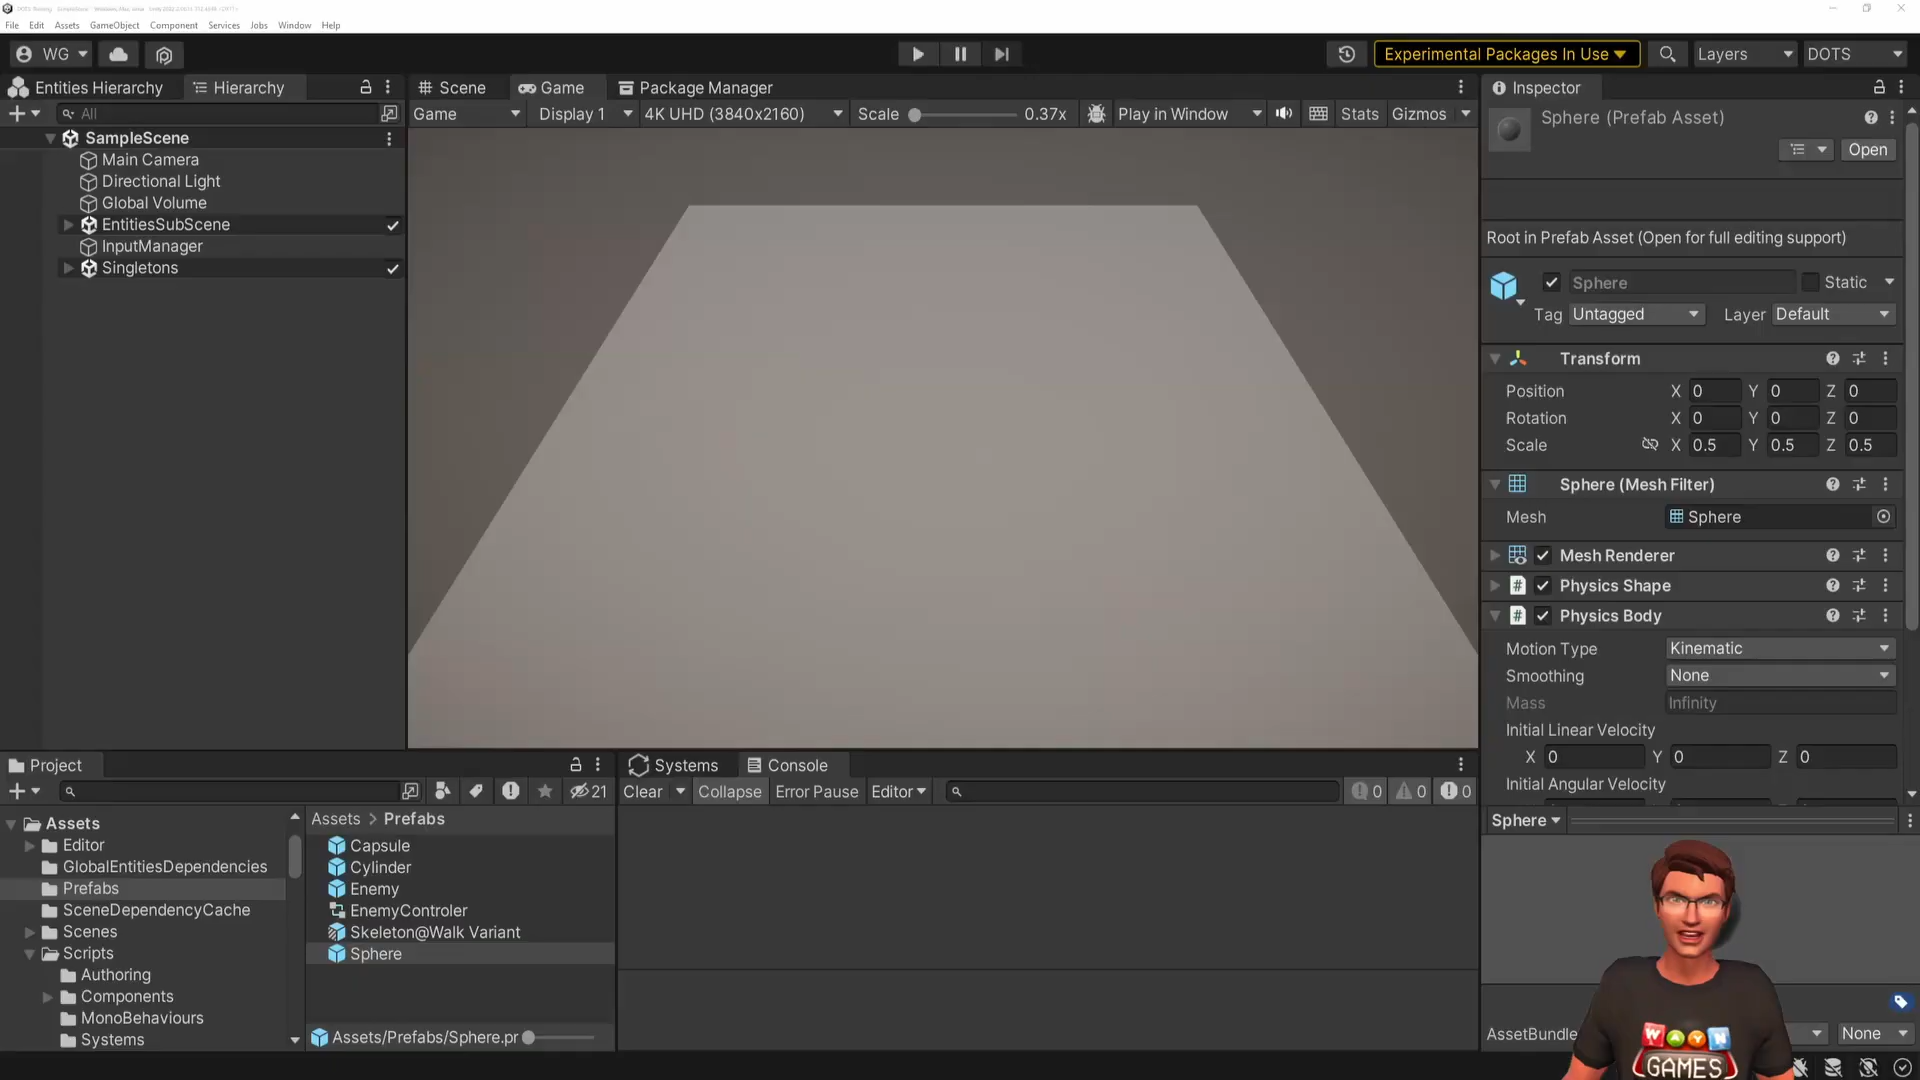 File Edit Assets GameObject Component Services Jobs Window Help
WG Experimental Packages In Use Layers DOTS
Entities Hierarchy Hierarchy Scene Game Package Manager Inspector
All Game Display 1 4K UHD (3840x2160) Scale 0.37x Play in Window Stats Gizmos
SampleScene
Main Camera
Directional Light
Global Volume
EntitiesSubScene
InputManager
Singletons
Sphere (Prefab Asset)
Open
Root in Prefab Asset (Open for full editing support)
Sphere Static
Tag Untagged Layer Default
Transform
Position X 0 Y 0 Z 0
Rotation X 0 Y 0 Z 0
Scale X 0.5 Y 0.5 Z 0.5
Sphere (Mesh Filter)
Mesh Sphere
Mesh Renderer
Physics Shape
Physics Body
Motion Type Kinematic
Smoothing None
Mass Infinity
Initial Linear Velocity
X 0 Y 0 Z 0
Initial Angular Velocity
Project Systems Console
21 Clear Collapse Error Pause Editor 0 0 0
Assets
Editor
GlobalEntitiesDependencies
Prefabs
SceneDependencyCache
Scenes
Scripts
Authoring
Components
MonoBehaviours
Systems
Assets > Prefabs
Capsule
Cylinder
Enemy
EnemyControler
Skeleton@Walk Variant
Sphere
Assets/Prefabs/Sphere.pr
Sphere
AssetBundle None
WAYN
GAMES